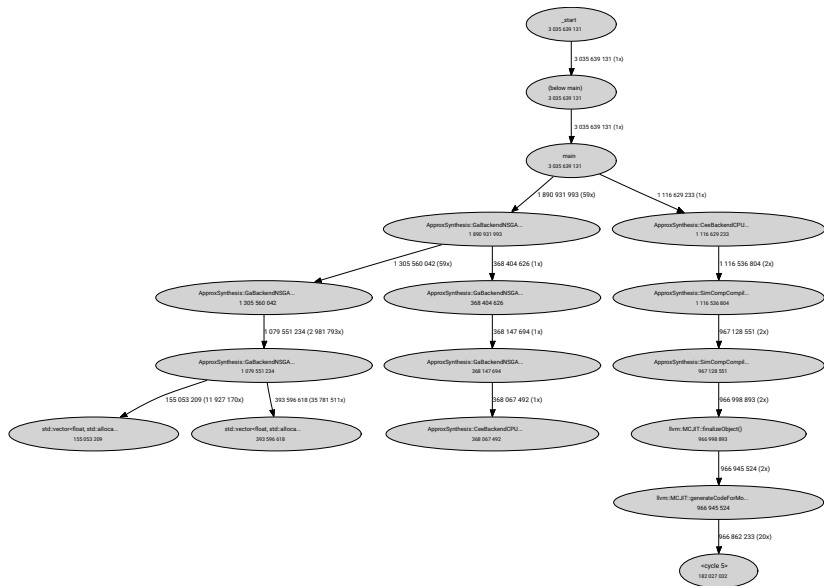 _start
3 035 639 131
3 035 639 131 (1x)
(below main)
3 035 639 131
3 035 639 131 (1x)
main
3 035 639 131
1 890 931 993 (59x)
1 116 629 233 (1x)
ApproxSynthesis::GaBackendNSGA...
1 890 931 993
ApproxSynthesis::CeeBackendCPU...
1 116 629 233
1 305 560 042 (59x)
368 404 626 (1x)
1 116 536 804 (2x)
ApproxSynthesis::GaBackendNSGA...
1 305 560 042
ApproxSynthesis::GaBackendNSGA...
368 404 626
ApproxSynthesis::SimCompCompil...
1 116 536 804
1 079 551 234 (2 981 793x)
368 147 694 (1x)
967 128 551 (2x)
ApproxSynthesis::GaBackendNSGA...
1 079 551 234
ApproxSynthesis::GaBackendNSGA...
368 147 694
ApproxSynthesis::SimCompCompil...
967 128 551
155 053 209 (11 927 170x)
393 596 618 (35 781 511x)
368 067 492 (1x)
966 998 893 (2x)
std::vector<float, std::alloca...
155 053 209
std::vector<float, std::alloca...
393 596 618
ApproxSynthesis::CeeBackendCPU...
368 067 492
llvm::MCJIT::finalizeObject()
966 998 893
966 945 524 (2x)
llvm::MCJIT::generateCodeForMo...
966 945 524
966 862 233 (20x)
<cycle 5>
182 027 032